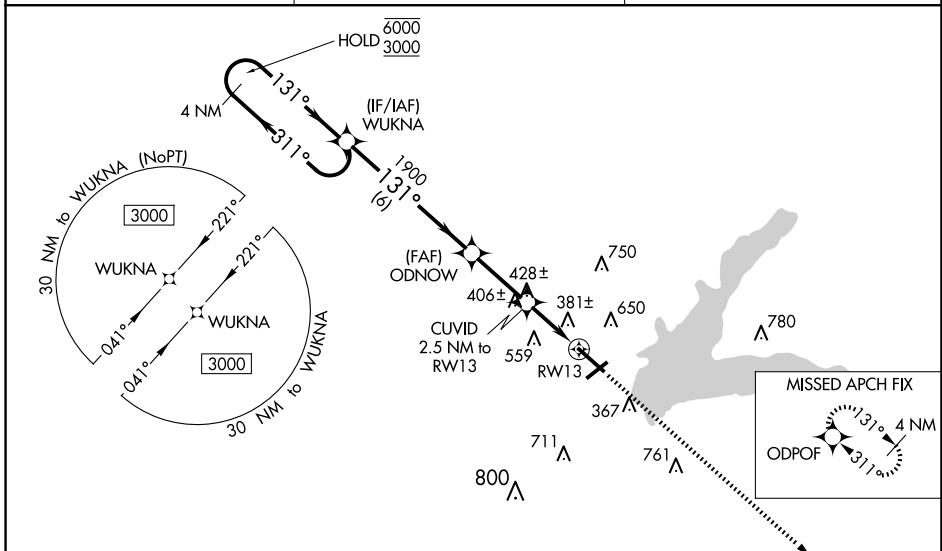 HOLD 6000
3000
131°
4 NM
311°
(IF/IAF)
WUKNA
1900
131°
(6)
30 NM to WUKNA (NoPT)
3000
221°
WUKNA
041°
221°
WUKNA
041°
3000
30 NM to WUKNA
(FAF)
ODNOW
750
428±
406±
381±
650
CUVID
2.5 NM to
RW13
559
RW13
780
367
711
761
800
MISSED APCH FIX
131°
4 NM
ODPOF
311°